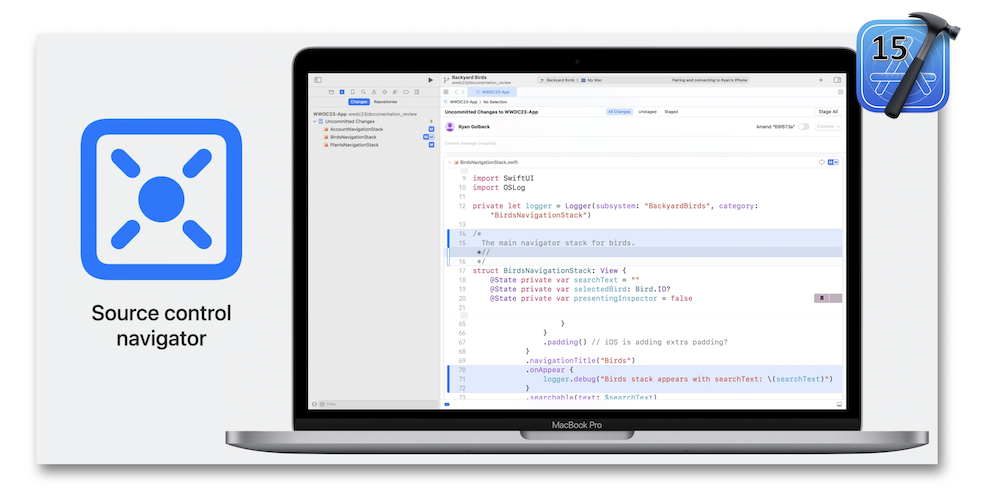 15
Source control
navigator
Backyard Birds
wwdc23/documentation_review
Backyard Birds
My Mac
Pairing and connecting to Ryan's iPhone
WWDC23-App
Changes Repositories
WWDC23-App wwdc23/documentation_review
Uncommitted Changes 3
AccountNavigationStack M
BirdsNavigationStack M
PlantsNavigationStack M
Filter
WWDC23-App No Selection
Uncommitted Changes to WWDC23-App All Changes Unstaged Staged Stage All
Ryan Golbeck Amend "69f673a" Commit
Commit message (required)
BirdsNavigationStack.swift
9 import SwiftUI
10 import OSLog
11
12 private let logger = Logger(subsystem: "BackyardBirds", category:
"BirdsNavigationStack")
13
14 /*
15 The main navigator stack for birds.
*//
16 */
17 struct BirdsNavigationStack: View {
18 @State private var searchText = ""
19 @State private var selectedBird: Bird.ID?
20 @State private var presentingInspector = false
21
65 }
66 }
67 .padding() // iOS is adding extra padding?
68 }
69 .navigationTitle("Birds")
70 .onAppear {
71 logger.debug("Birds stack appears with searchText: \(searchText)")
72 }
73 .searchable(text: $searchText)
MacBook Pro